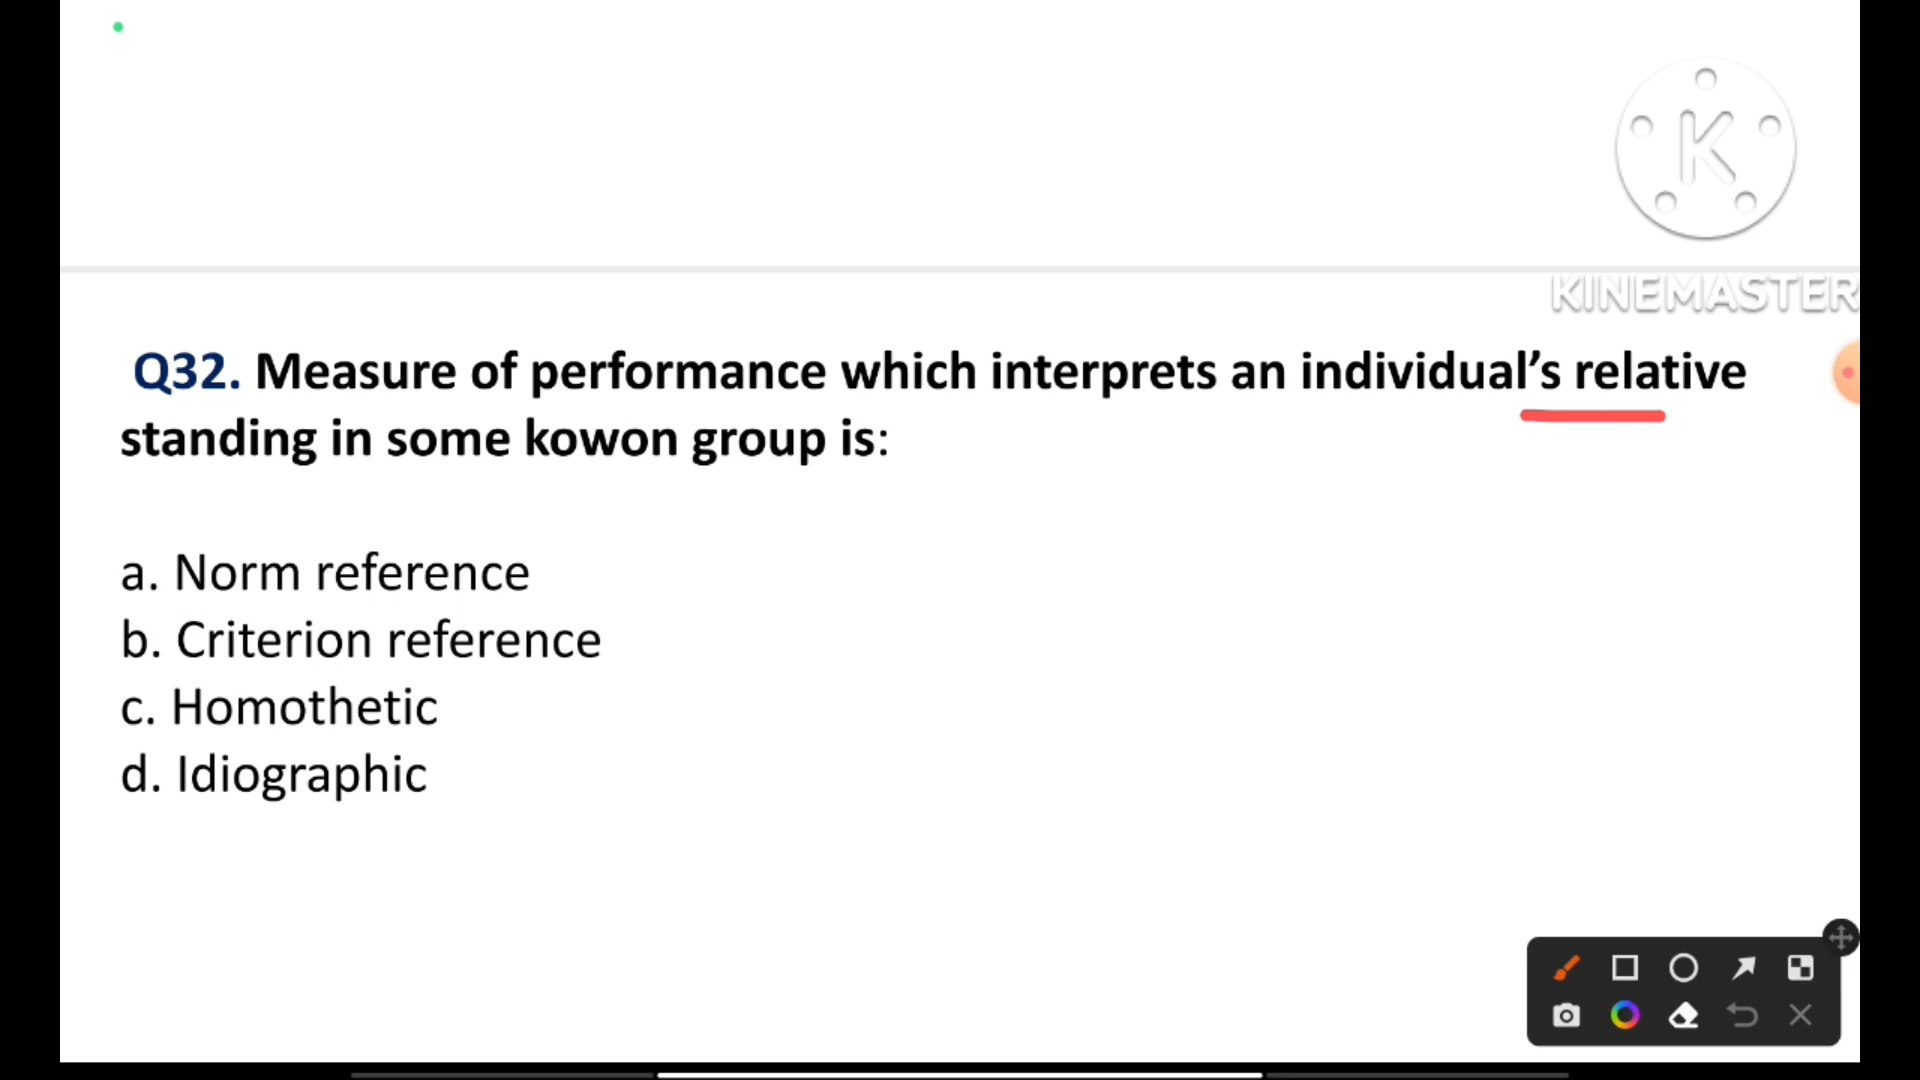 K
KINEMASTER
Q32. Measure of performance which interprets an individual’s relative
standing in some kowon group is:
a. Norm reference
b. Criterion reference
c. Homothetic
d. Idiographic